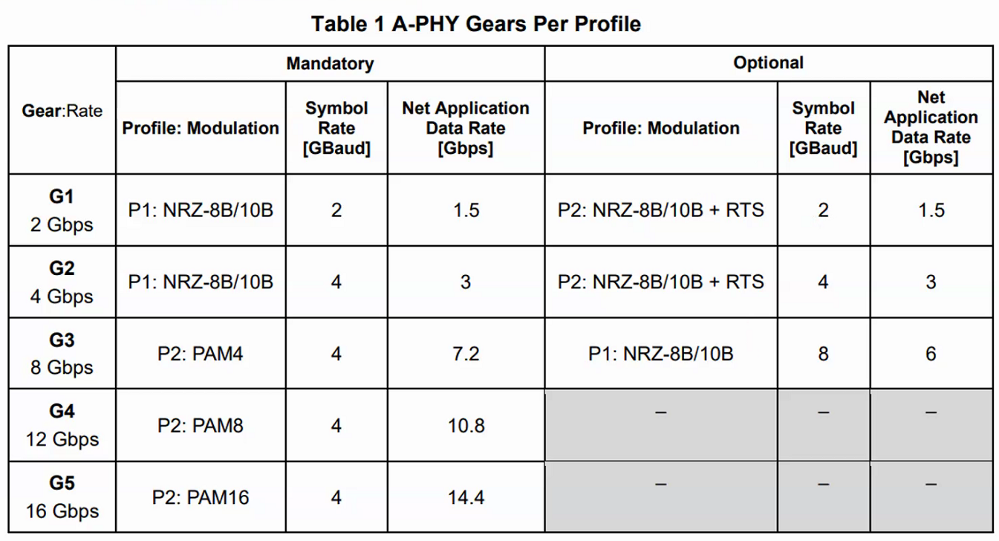 Table 1 A-PHY Gears Per Profile
Gear:Rate
Mandatory
Optional
Profile: Modulation
Symbol
Rate
[GBaud]
Net Application
Data Rate
[Gbps]
Profile: Modulation
Symbol
Rate
[GBaud]
Net
Application
Data Rate
[Gbps]
G1
2 Gbps
P1: NRZ-8B/10B
2
1.5
P2: NRZ-8B/10B + RTS
2
1.5
G2
4 Gbps
P1: NRZ-8B/10B
4
3
P2: NRZ-8B/10B + RTS
4
3
G3
8 Gbps
P2: PAM4
4
7.2
P1: NRZ-8B/10B
8
6
G4
12 Gbps
P2: PAM8
4
10.8
–
–
–
G5
16 Gbps
P2: PAM16
4
14.4
–
–
–